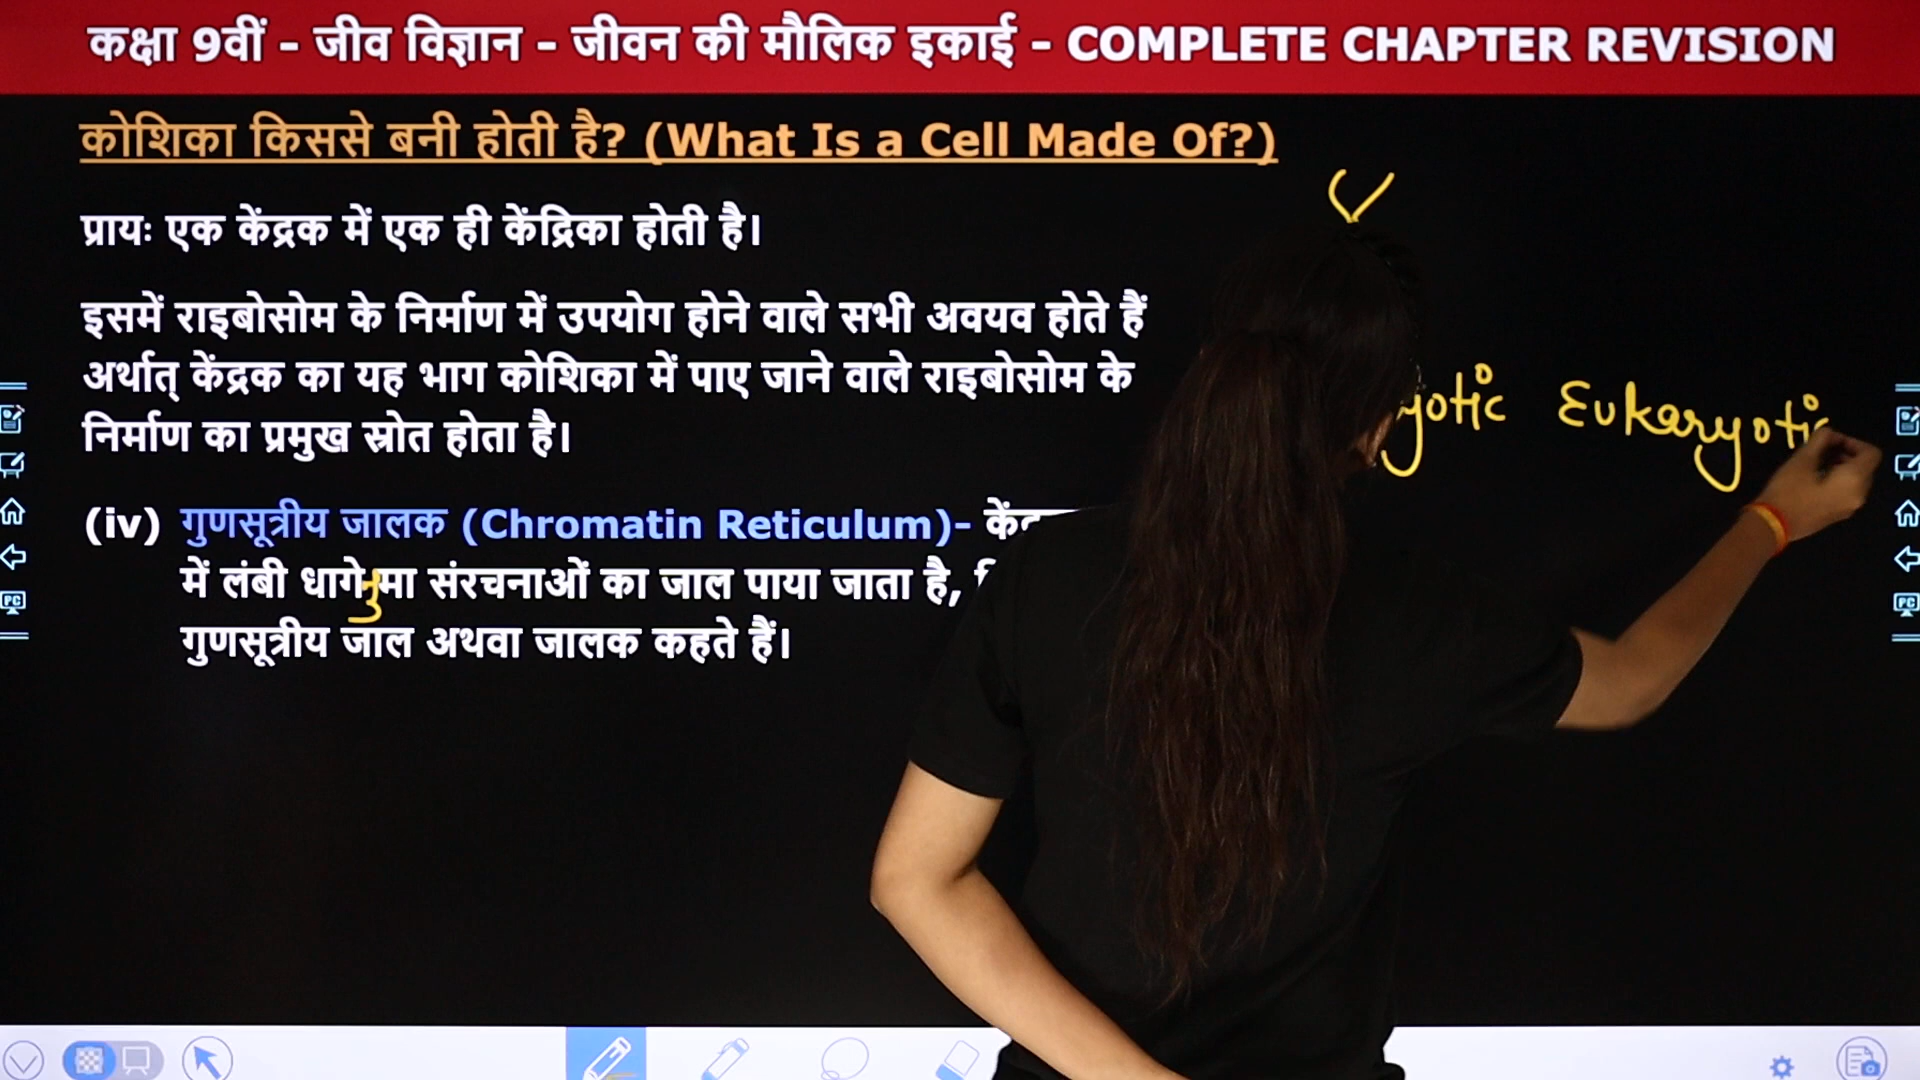 कक्षा 9वीं - जीव विज्ञान - जीवन की मौलिक इकाई - COMPLETE CHAPTER REVISION
कोशिका किससे बनी होती है? (What Is a Cell Made Of?)
प्रायः एक केंद्रक में एक ही केंद्रिका होती है।
इसमें राइबोसोम के निर्माण में उपयोग होने वाले सभी अवयव होते हैं
अर्थात् केंद्रक का यह भाग कोशिका में पाए जाने वाले राइबोसोम के
निर्माण का प्रमुख स्रोत होता है।
yotic Eukaryotic
(iv) गुणसूत्रीय जालक (Chromatin Reticulum)-
में लंबी धागेनुमा संरचनाओं का जाल पाया जाता है,
गुणसूत्रीय जाल अथवा जालक कहते हैं।